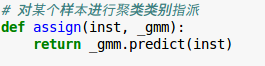 # 对某个样本进行聚类类别指派
def assign(inst, _gmm):
    return _gmm.predict(inst)